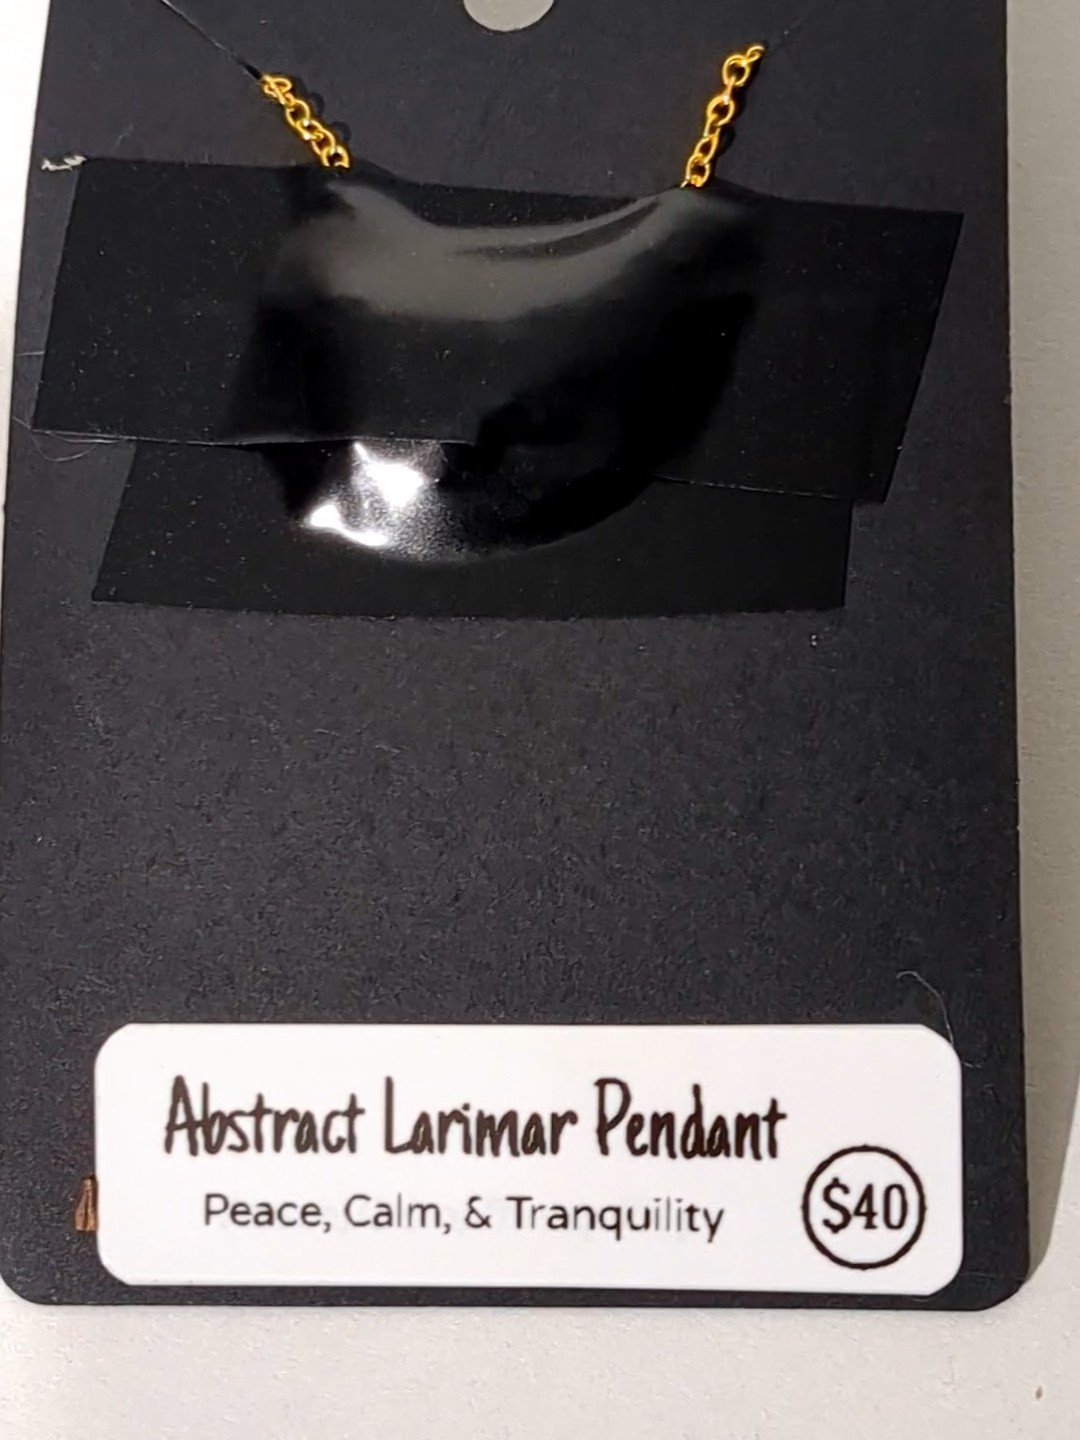 Abstract Larimar Pendant
Peace, Calm, & Tranquility
$40